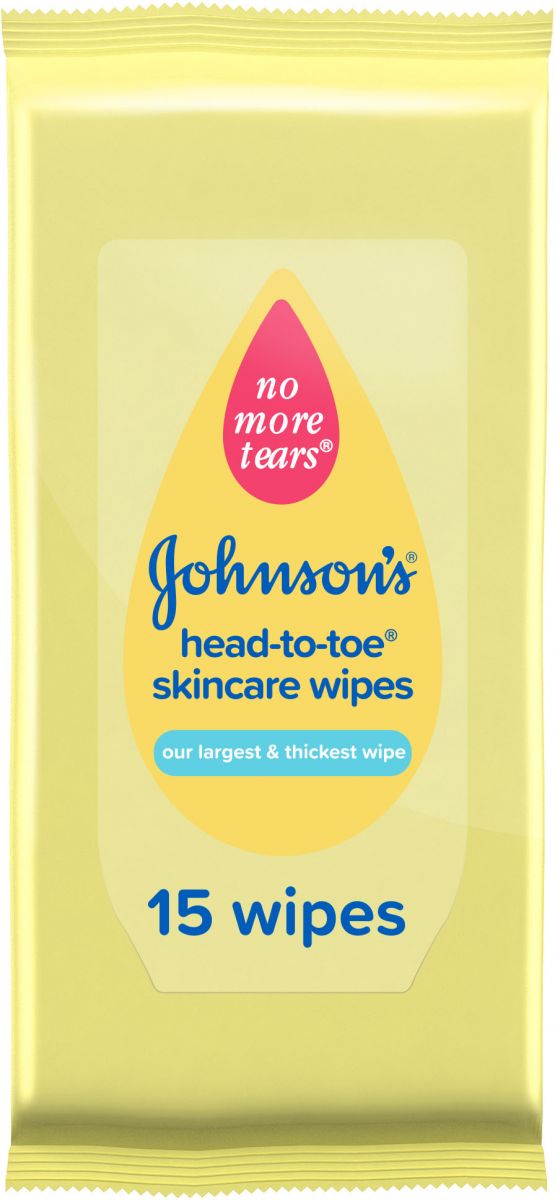 no
more
tears®
Johnson's®
head-to-toe®
skincare wipes
our largest & thickest wipe
15 wipes